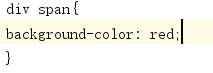 div span{
background-color: red;
}